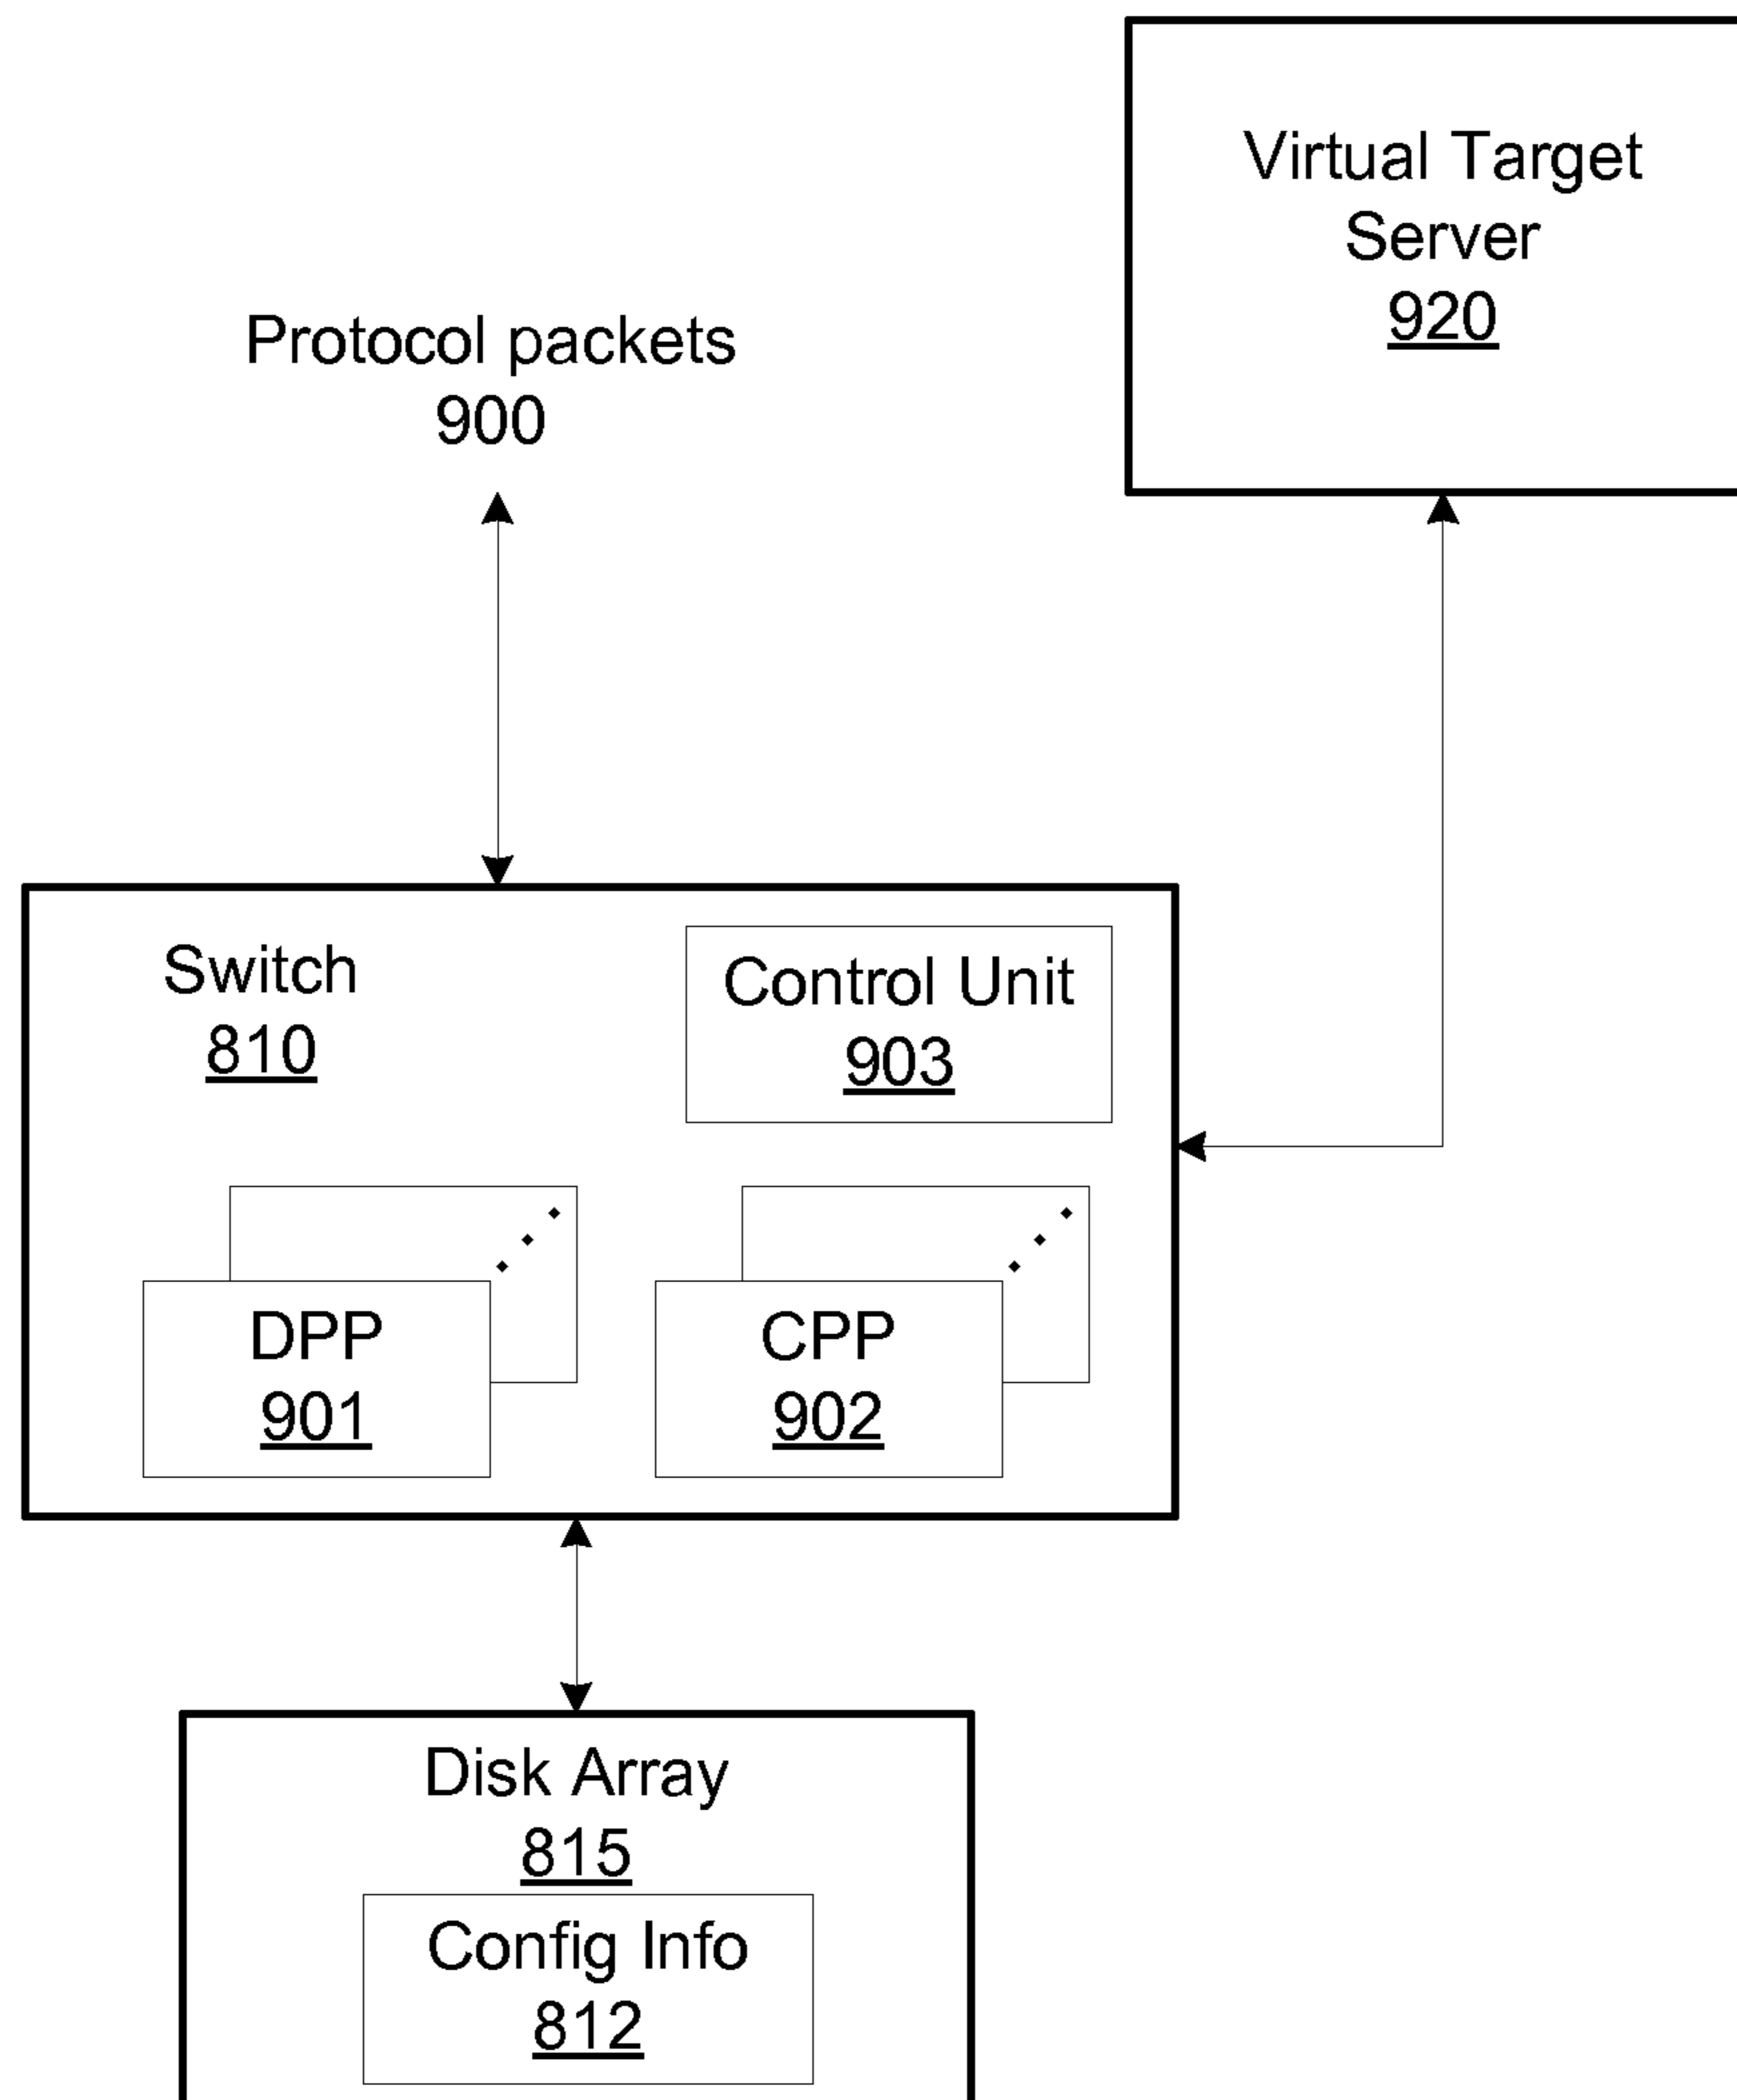 Virtual Target
Server
920
Protocol packets
900
Switch
810
Control Unit
903
DPP
901
CPP
902
Disk Array
815
Config Info
812